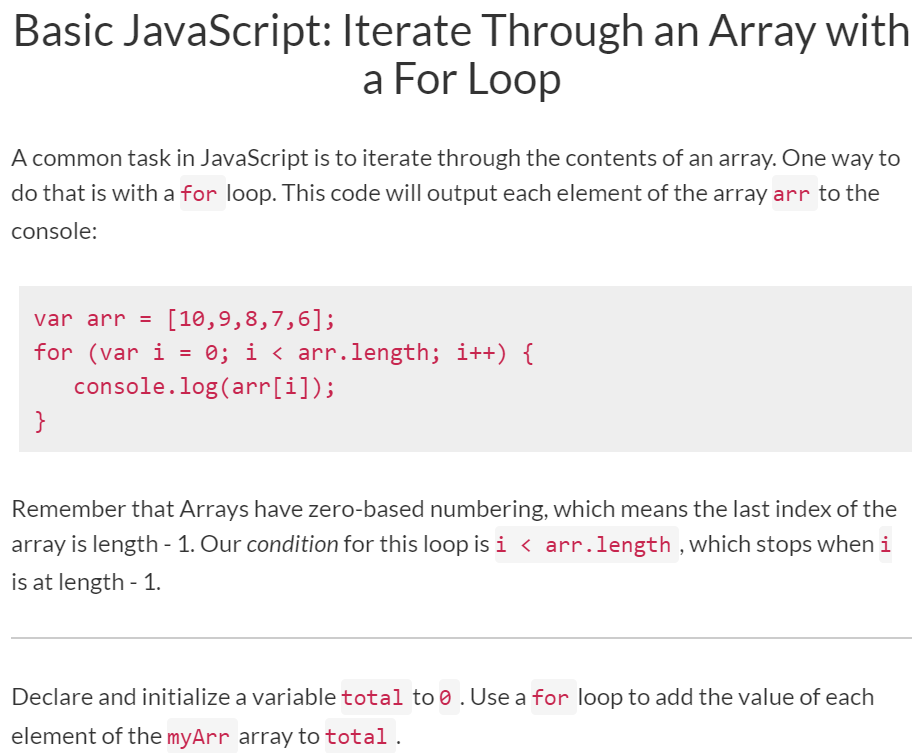 Basic JavaScript: Iterate Through an Array with
a For Loop
A common task in JavaScript is to iterate through the contents of an array. One way to
do that is with a for loop. This code will output each element of the array arr to the
console:
var arr = [10,9,8,7,6];
for (var i = 0; i < arr.length; i++) {
   console.log(arr[i]);
}
Remember that Arrays have zero-based numbering, which means the last index of the
array is length - 1. Our condition for this loop is i < arr.length , which stops when i
is at length - 1.
Declare and initialize a variable total to 0 . Use a for loop to add the value of each
element of the myArr array to total .